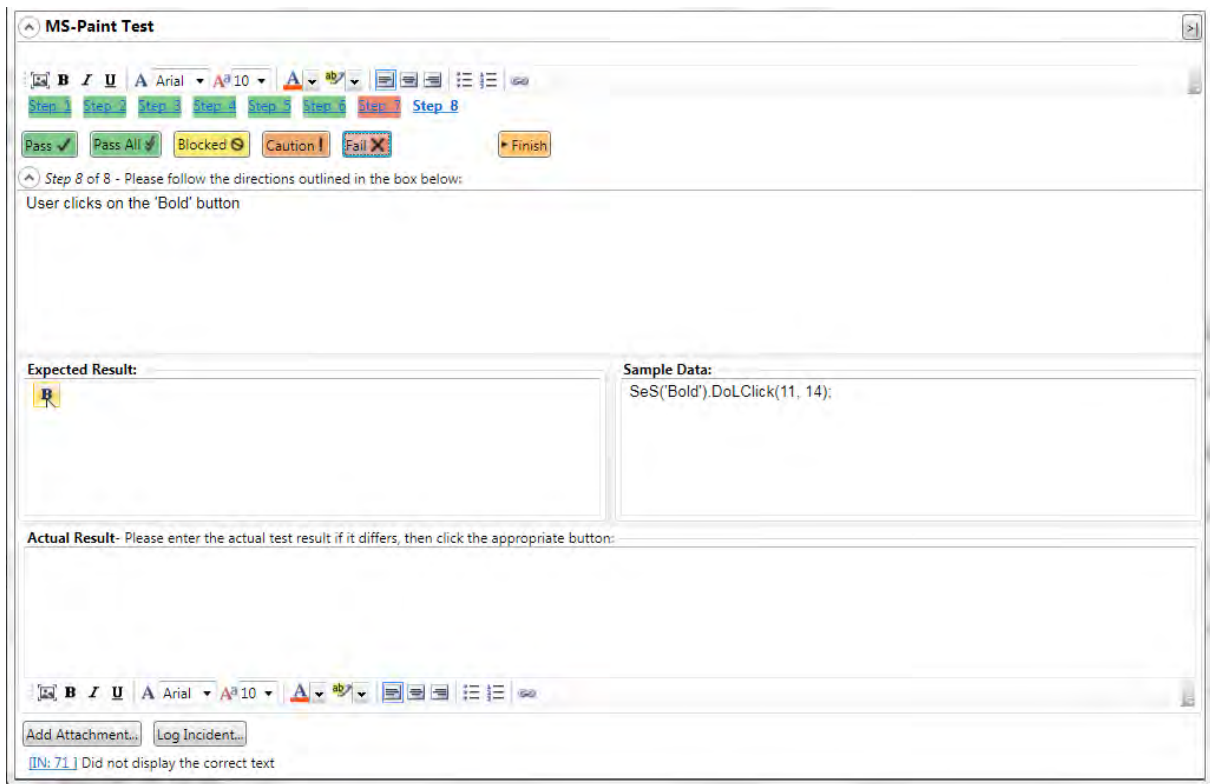 MS-Paint Test
B I U A Arial Aa 10 A ab
Step 1 Step 2 Step 3 Step 4 Step 5 Step 6 Step 7 Step 8
Pass Pass All Blocked Caution ! Fail Finish
Step 8 of 8 - Please follow the directions outlined in the box below:
User clicks on the 'Bold' button
Expected Result: Sample Data:
B SeS('Bold').DoLClick(11, 14);
Actual Result- Please enter the actual test result if it differs, then click the appropriate button:
B I U A Arial Aa 10 A ab
Add Attachment... Log Incident...
[IN: 71 ] Did not display the correct text